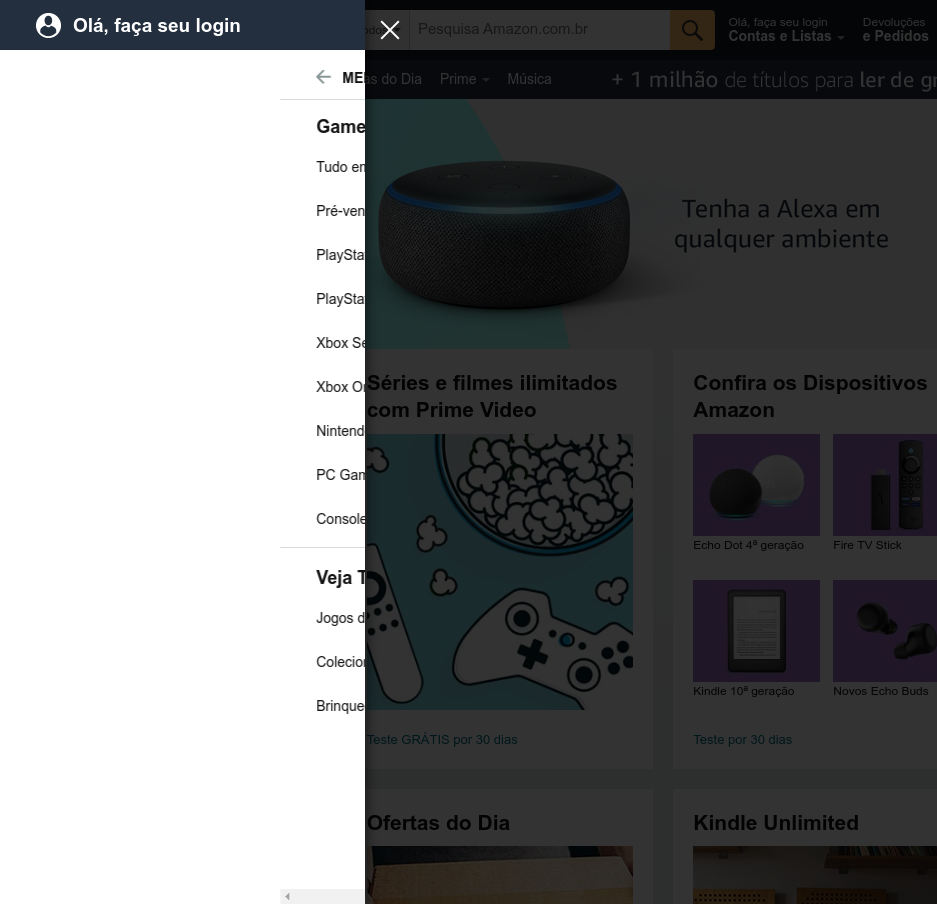 Olá, faça seu login
Pesquisa Amazon.com.br
Olá, faça seu login
Contas e Listas
Devoluções
e Pedidos
ME
as do Dia
Prime
Música
+ 1 milhão de títulos para ler de gr
Game
Tudo em
Pré-ven
PlaySta
PlaySta
Xbox Se
Xbox O
Nintend
PC Gam
Console
Tenha a Alexa em
qualquer ambiente
Séries e filmes ilimitados
com Prime Video
Confira os Dispositivos
Amazon
Echo Dot 4ª geração
Fire TV Stick
Veja T
Jogos d
Colecion
Brinque
Kindle 10ª geração
Novos Echo Buds
Teste GRÁTIS por 30 dias
Teste por 30 dias
Ofertas do Dia
Kindle Unlimited